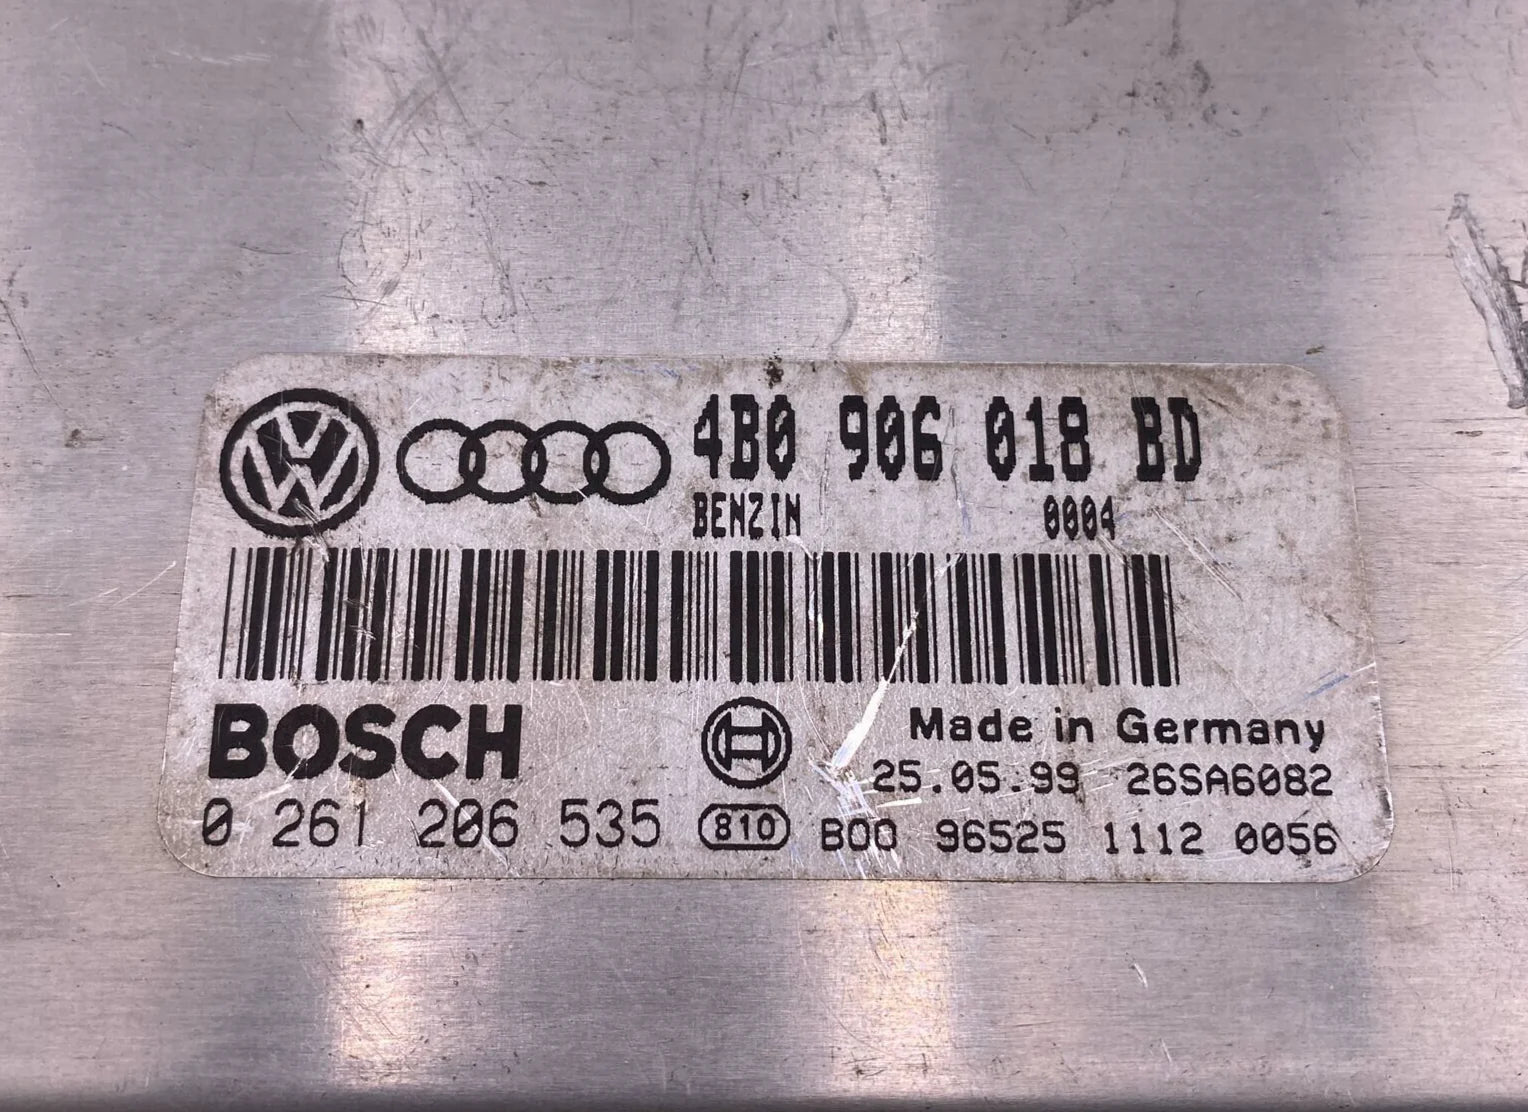 4B0 906 018 BD
BENZIN 0004
BOSCH
Made in Germany
25.05.99 26SA6082
0 261 206 535 810 B00 96525 1112 0056